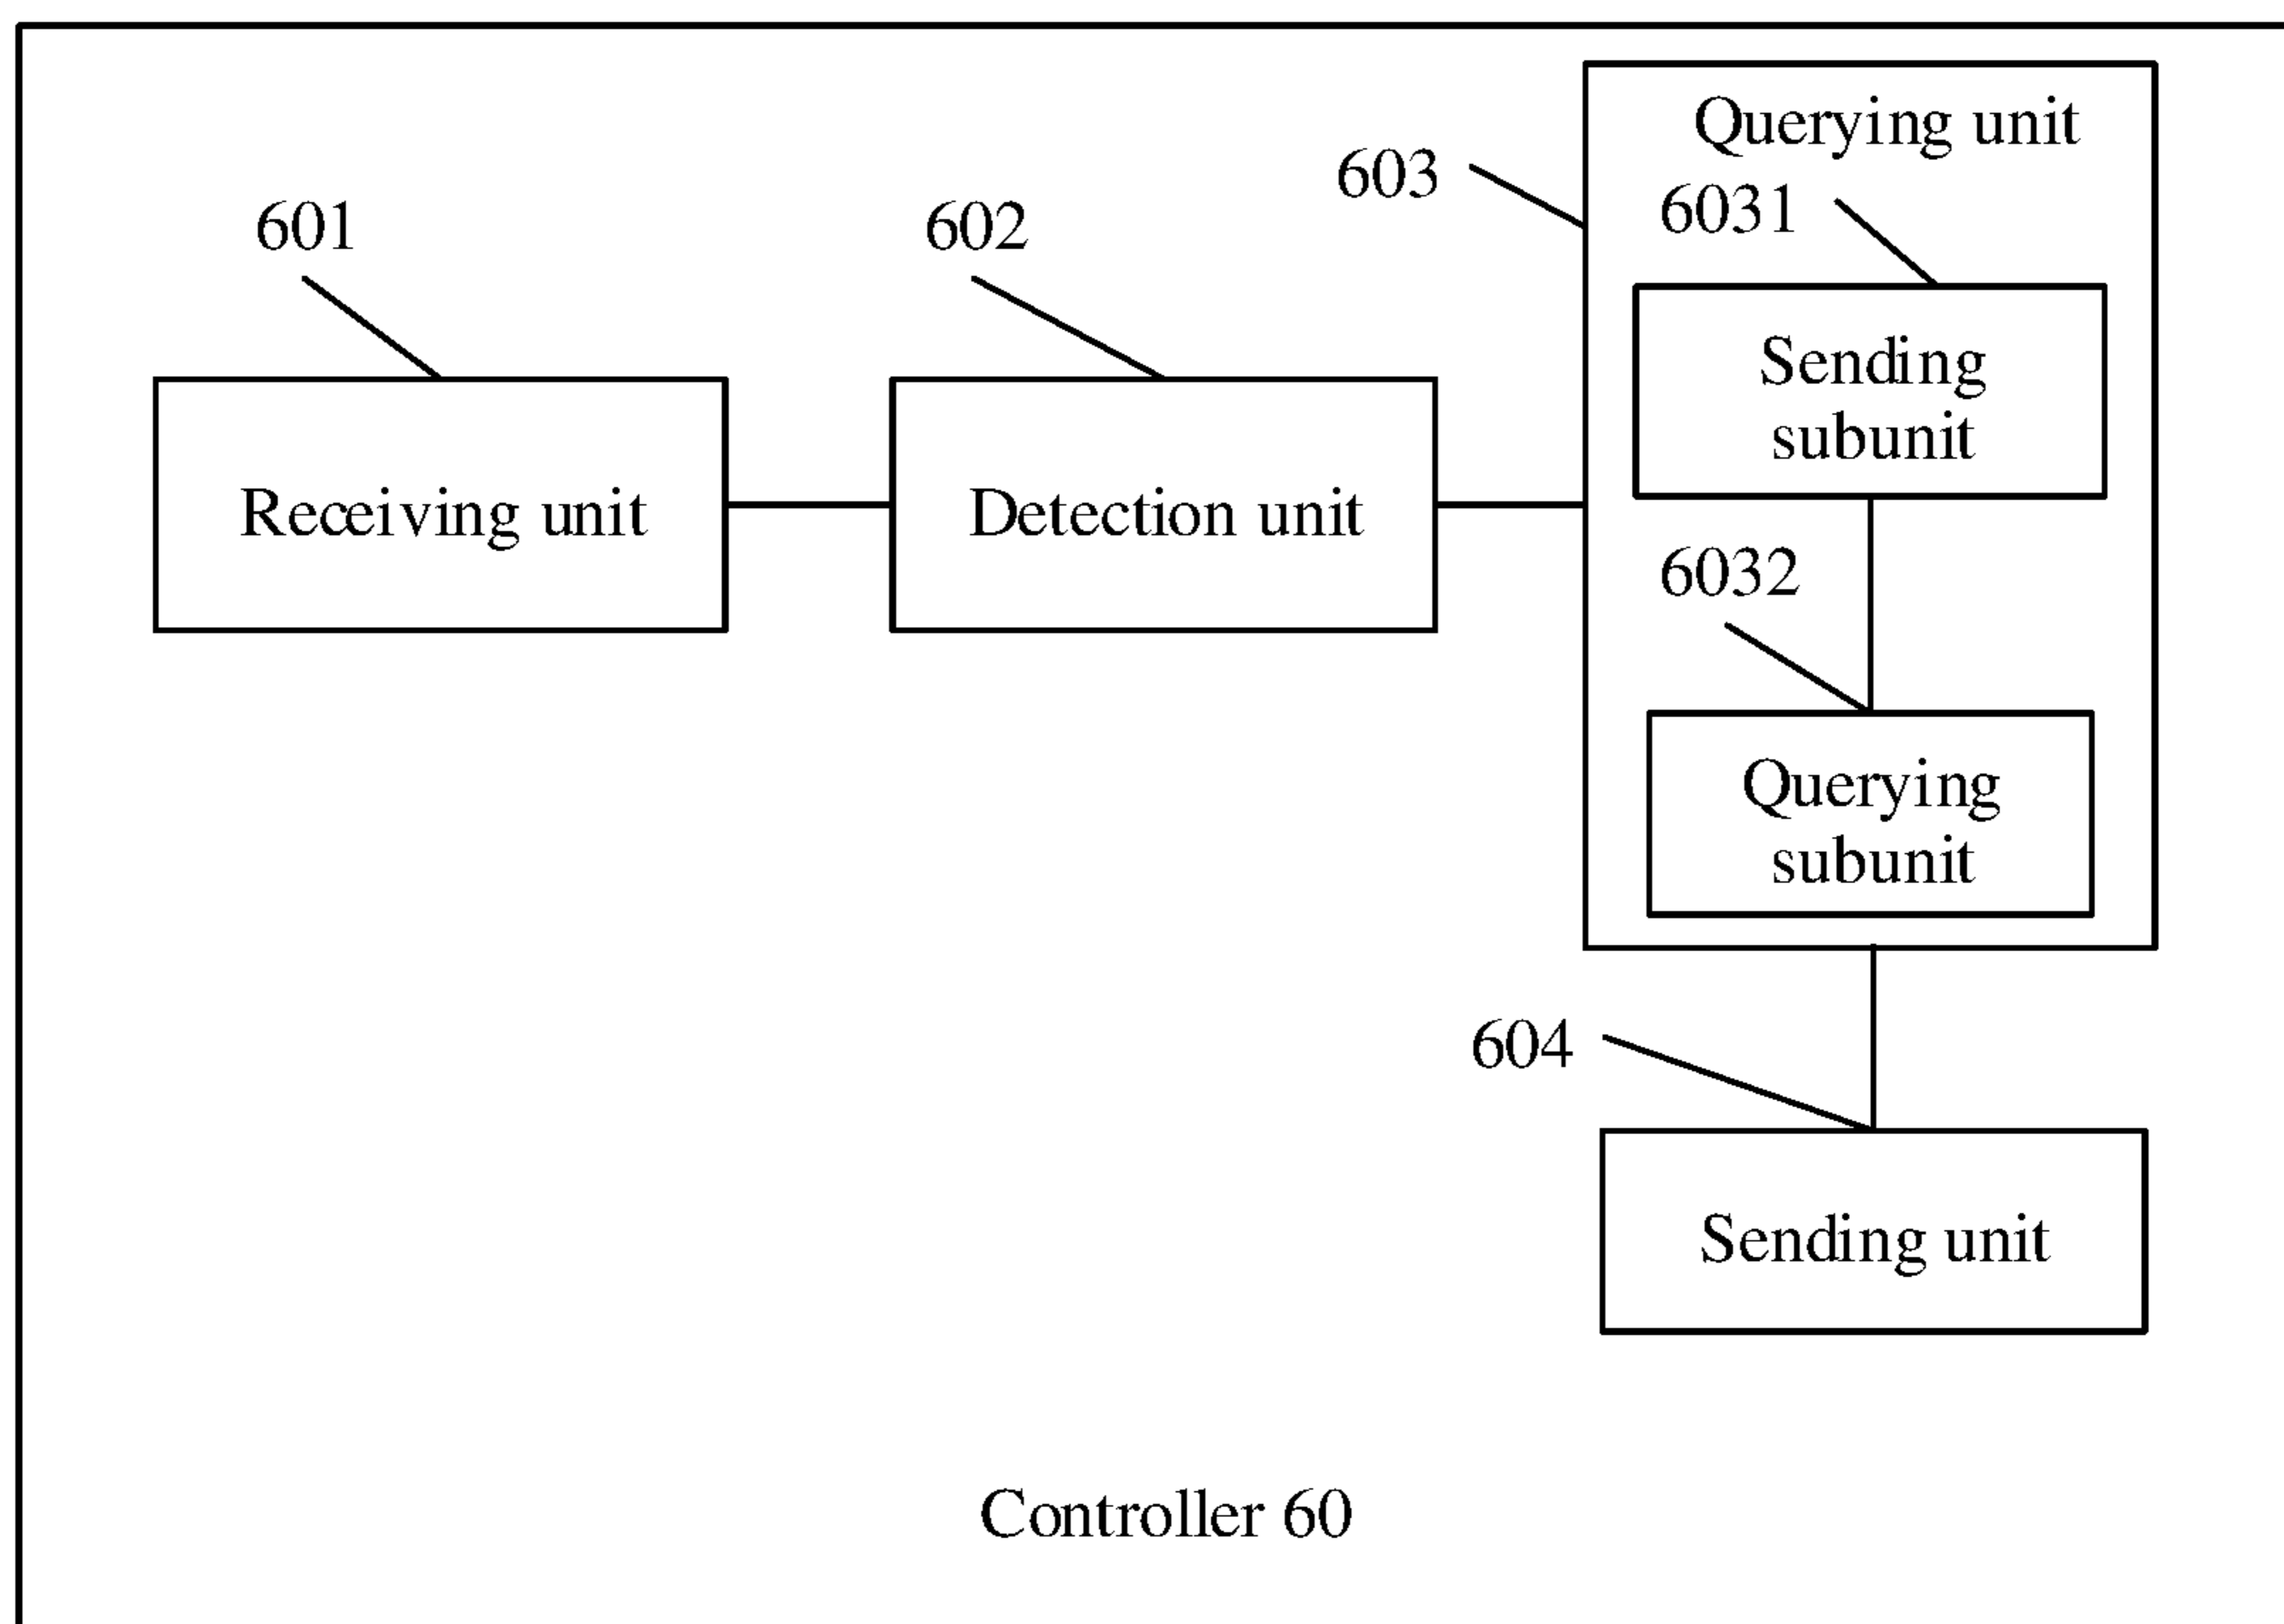 Querying unit
603
6031
601
602
Sending
subunit
Receiving unit
Detection unit
6032
Querying
subunit
604
Sending unit
Controller 60